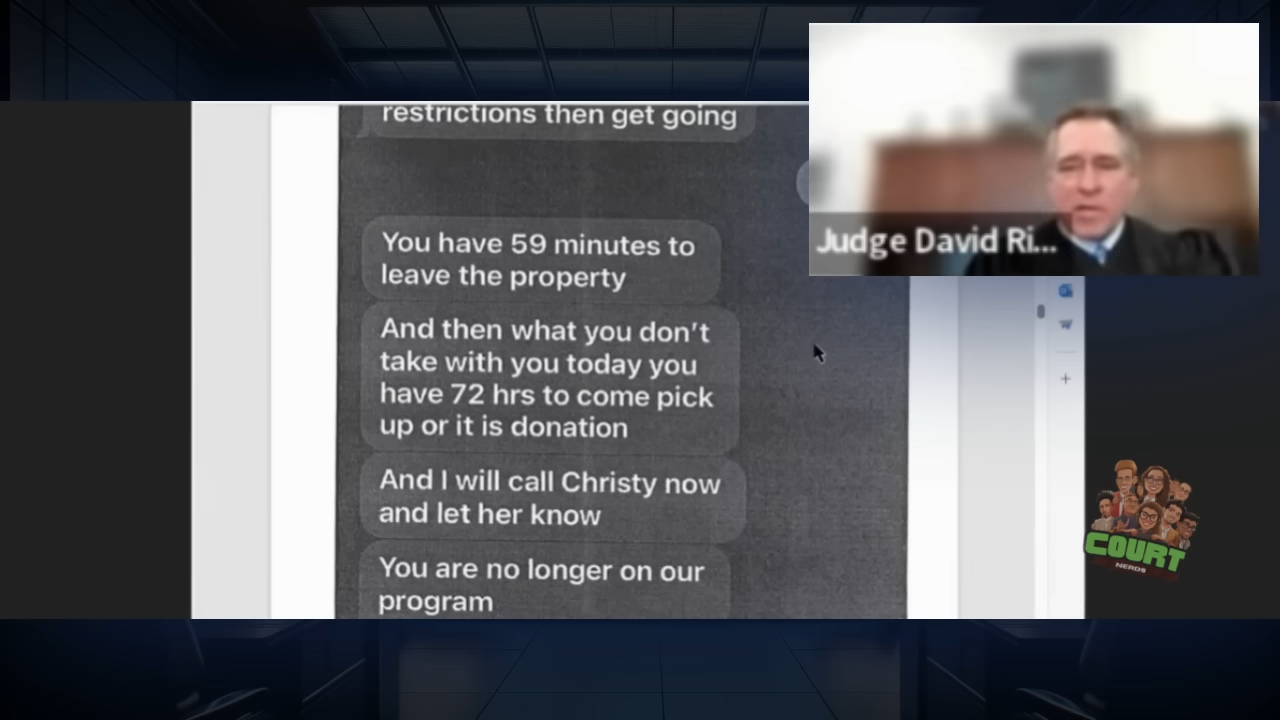 restrictions then get going
You have 59 minutes to
leave the property
And then what you don't
take with you today you
have 72 hrs to come pick
up or it is donation
And I will call Christy now
and let her know
You are no longer on our
program
Judge David Ri...
COURT
NERDS